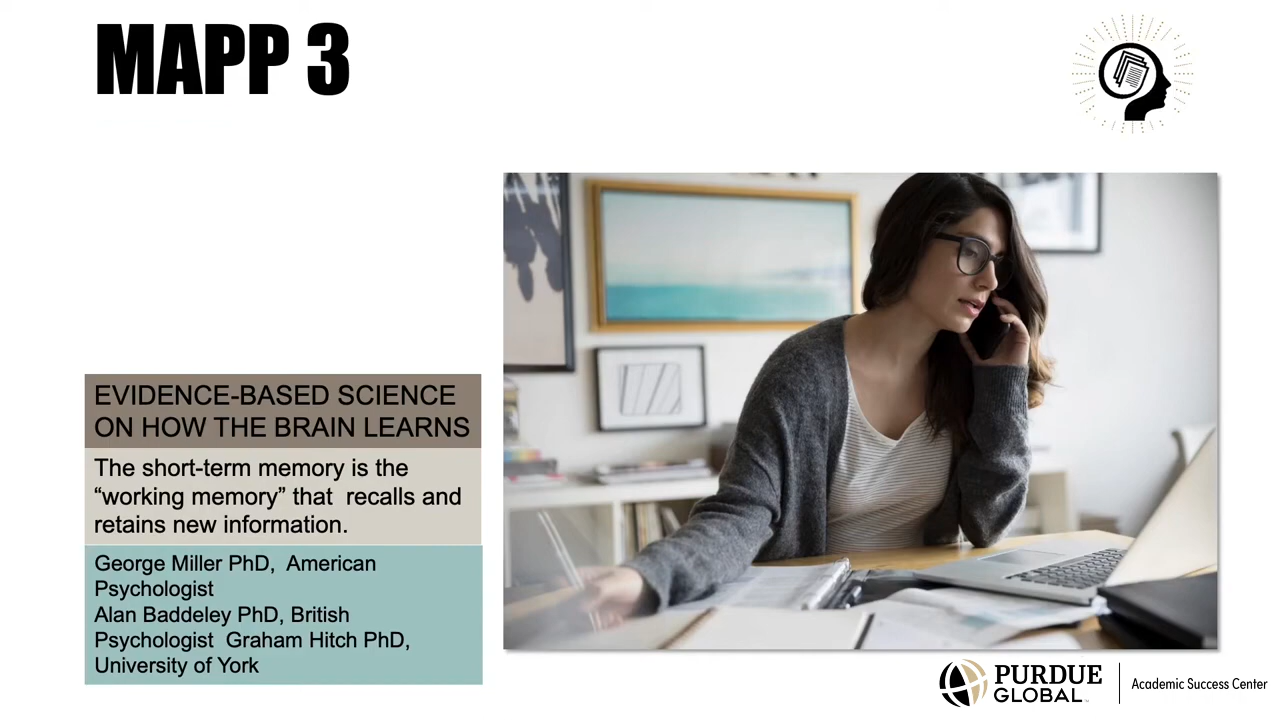 MAPP 3
EVIDENCE-BASED SCIENCE
ON HOW THE BRAIN LEARNS
The short-term memory is the
“working memory” that  recalls and
retains new information.
George Miller PhD,  American
Psychologist
Alan Baddeley PhD, British
Psychologist  Graham Hitch PhD,
University of York
PURDUE
GLOBAL™
Academic Success Center